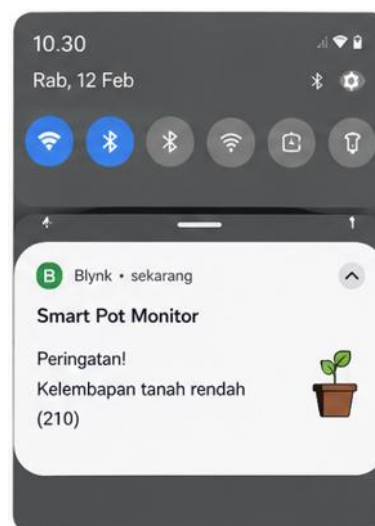 10.30
Rab, 12 Feb
B Blynk • sekarang
Smart Pot Monitor
Peringatan!
Kelembapan tanah rendah
(210)